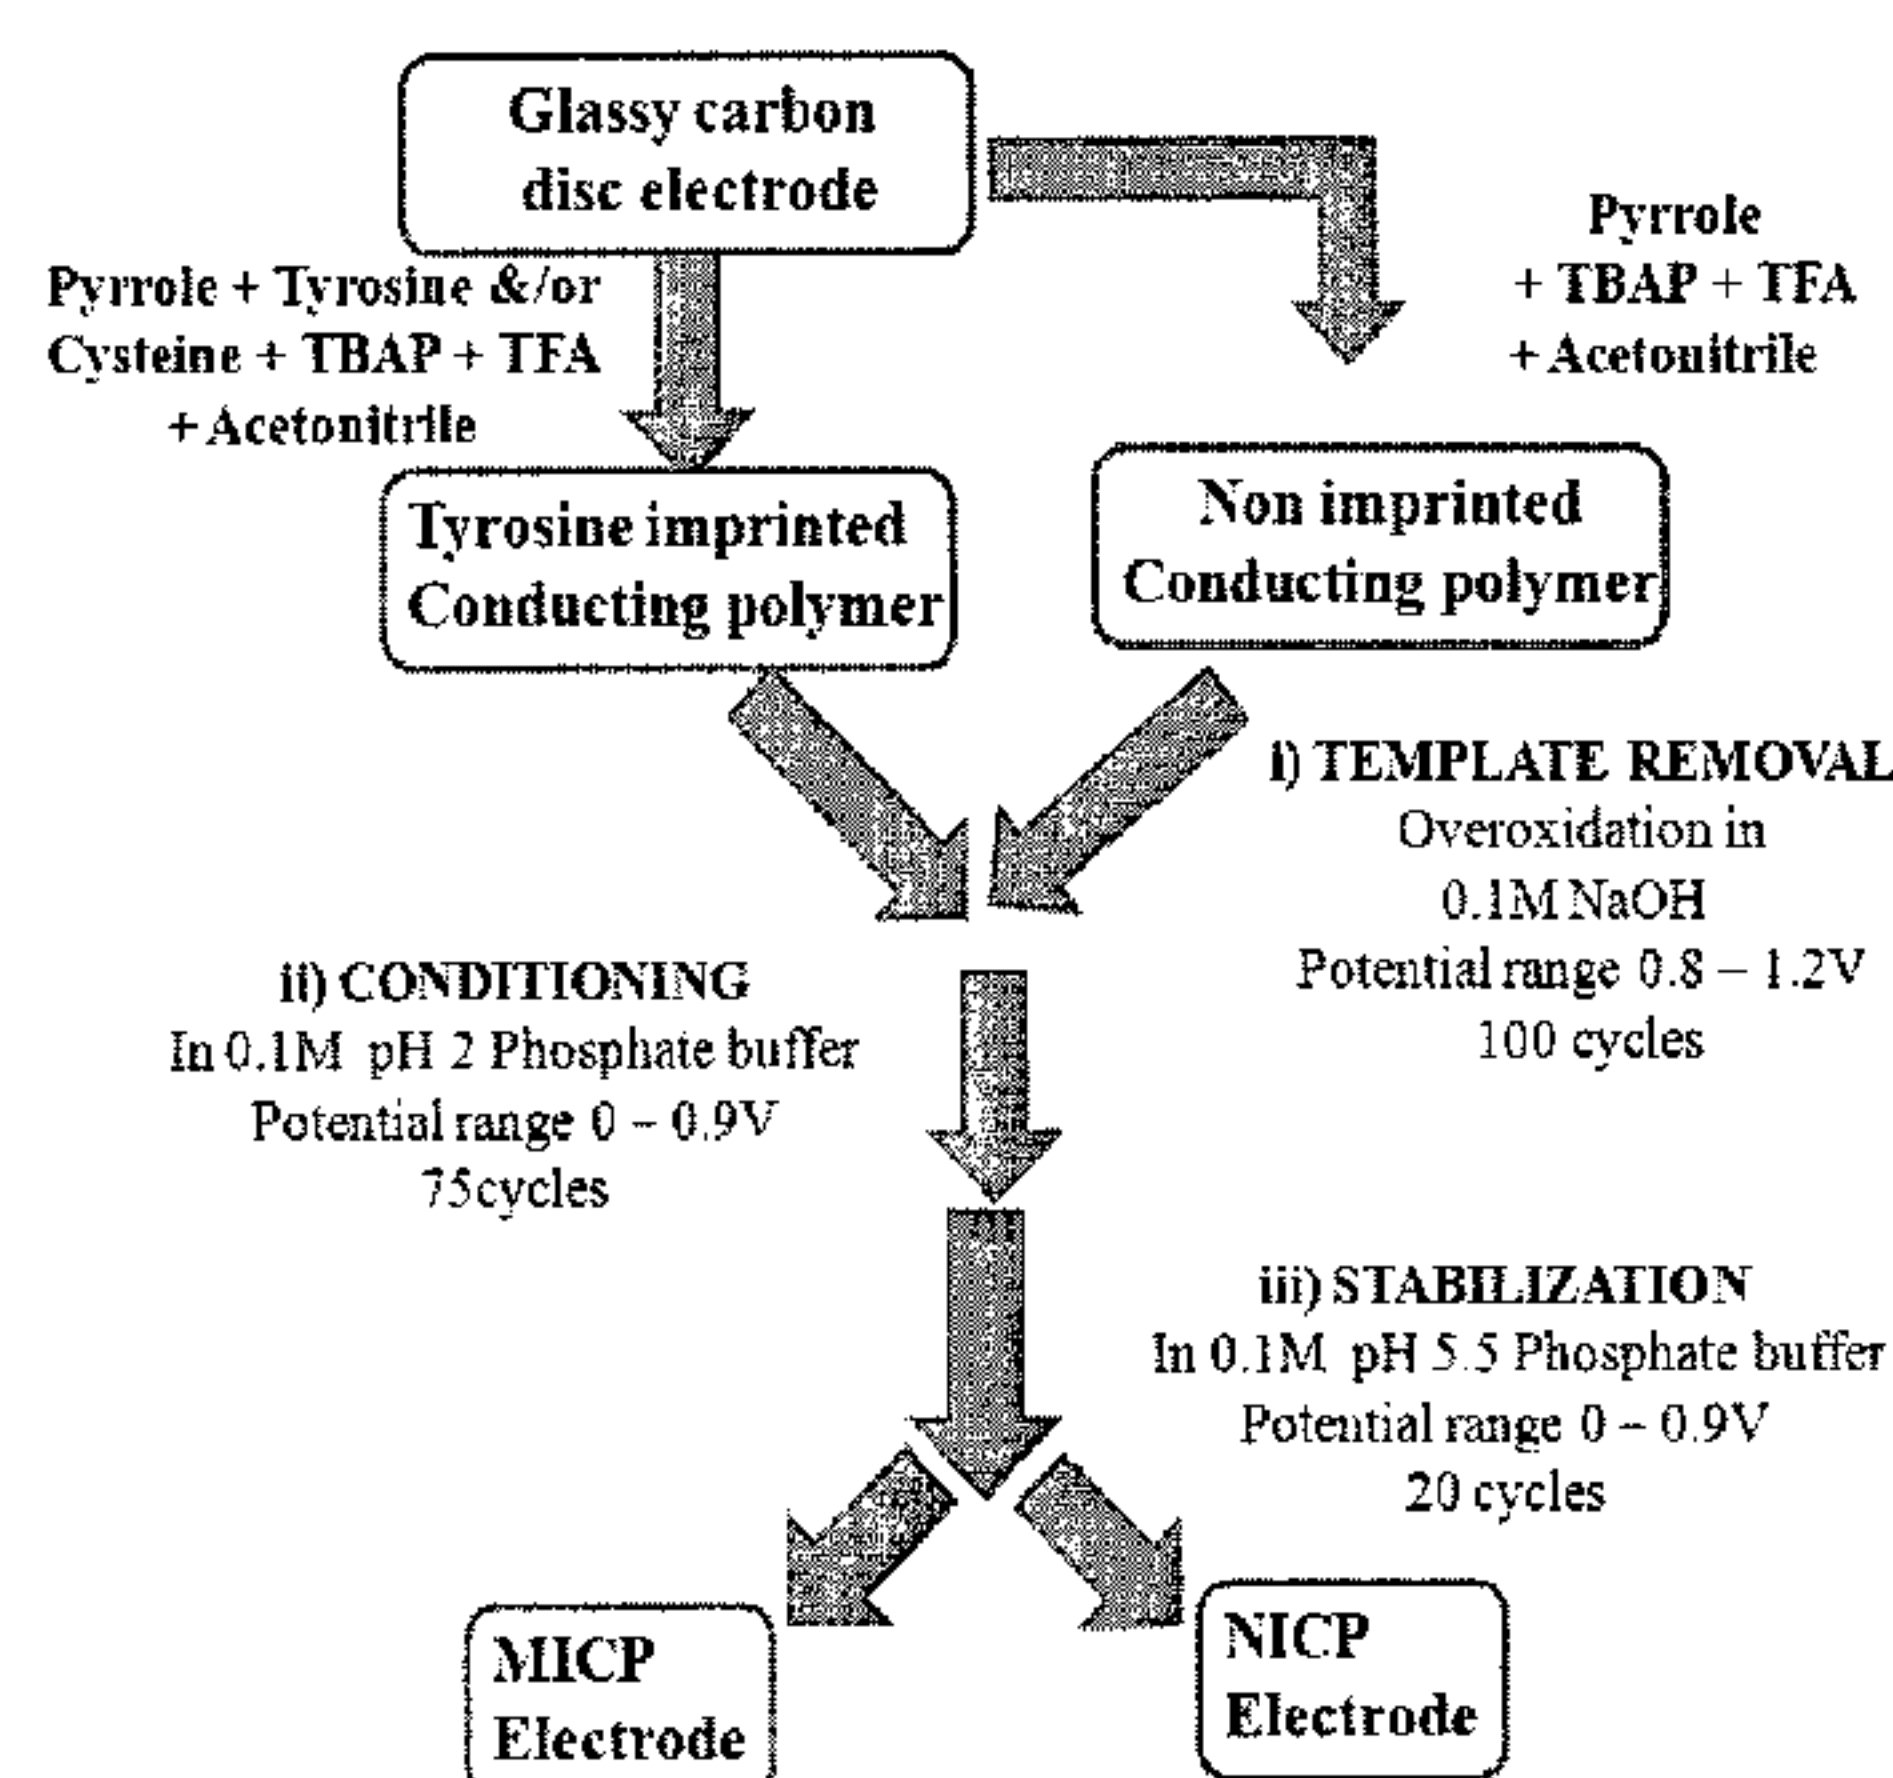 Glassy carbon
disc electrode
Pyrrole + Tyrosine &/or
Cysteine + TBAP + TFA
+ Acetonitrile
Pyrrole
+ TBAP + TFA
+ Acetonitrile
Tyrosine imprinted
Conducting polymer
Non imprinted
Conducting polymer
i) TEMPLATE REMOVAL
Overoxidation in
0.1M NaOH
Potential range 0.8 – 1.2V
100 cycles
ii) CONDITIONING
In 0.1M pH 2 Phosphate buffer
Potential range 0 – 0.9V
75cycles
iii) STABILIZATION
In 0.1M pH 5.5 Phosphate buffer
Potential range 0 – 0.9V
20 cycles
MICP
Electrode
NICP
Electrode